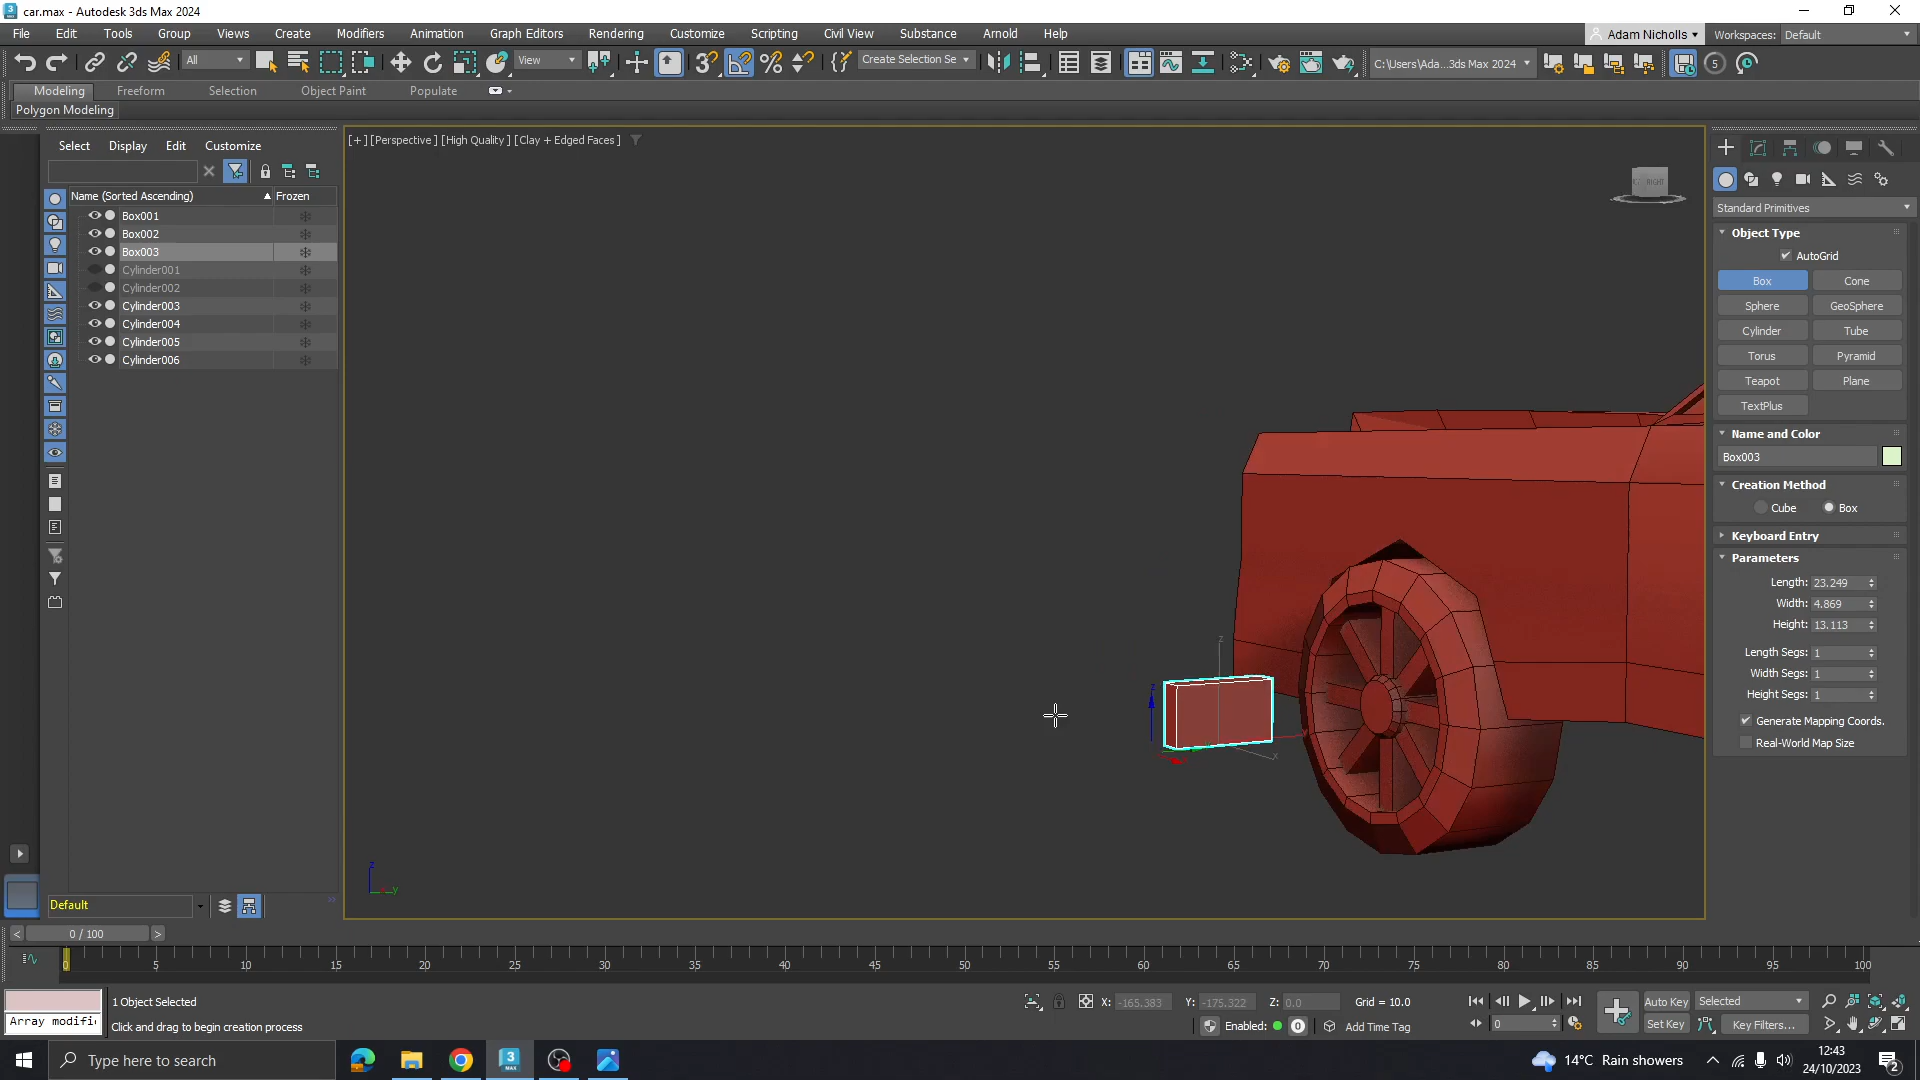 car.max - Autodesk 3ds Max 2024
File Edit Tools Group Views Create Modifiers Animation Graph Editors Rendering Customize Scripting Civil View Substance Arnold Help
Adam Nicholls Workspaces: Default
All View Create Selection Se C:\Users\Ada...3ds Max 2024
Modeling Freeform Selection Object Paint Populate
Polygon Modeling
Select Display Edit Customize
Name (Sorted Ascending) Frozen
Box001
Box002
Box003
Cylinder001
Cylinder002
Cylinder003
Cylinder004
Cylinder005
Cylinder006
Default
[+] [Perspective] [High Quality] [Clay + Edged Faces]
RIGHT
z
z
x
z
y
Standard Primitives
Object Type
AutoGrid
Box Cone
Sphere GeoSphere
Cylinder Tube
Torus Pyramid
Teapot Plane
TextPlus
Name and Color
Box003
Creation Method
Cube Box
Keyboard Entry
Parameters
Length: 23.249
Width: 4.869
Height: 13.113
Length Segs: 1
Width Segs: 1
Height Segs: 1
Generate Mapping Coords.
Real-World Map Size
0 / 100
0 5 10 15 20 25 30 35 40 45 50 55 60 65 70 75 80 85 90 95 100
Array modifi
1 Object Selected
Click and drag to begin creation process
X: -165.383 Y: -175.322 Z: 0.0 Grid = 10.0
Enabled: 0 Add Time Tag
0
Auto Key Selected
Set Key Key Filters...
Type here to search
14°C Rain showers
12:43
24/10/2023
2